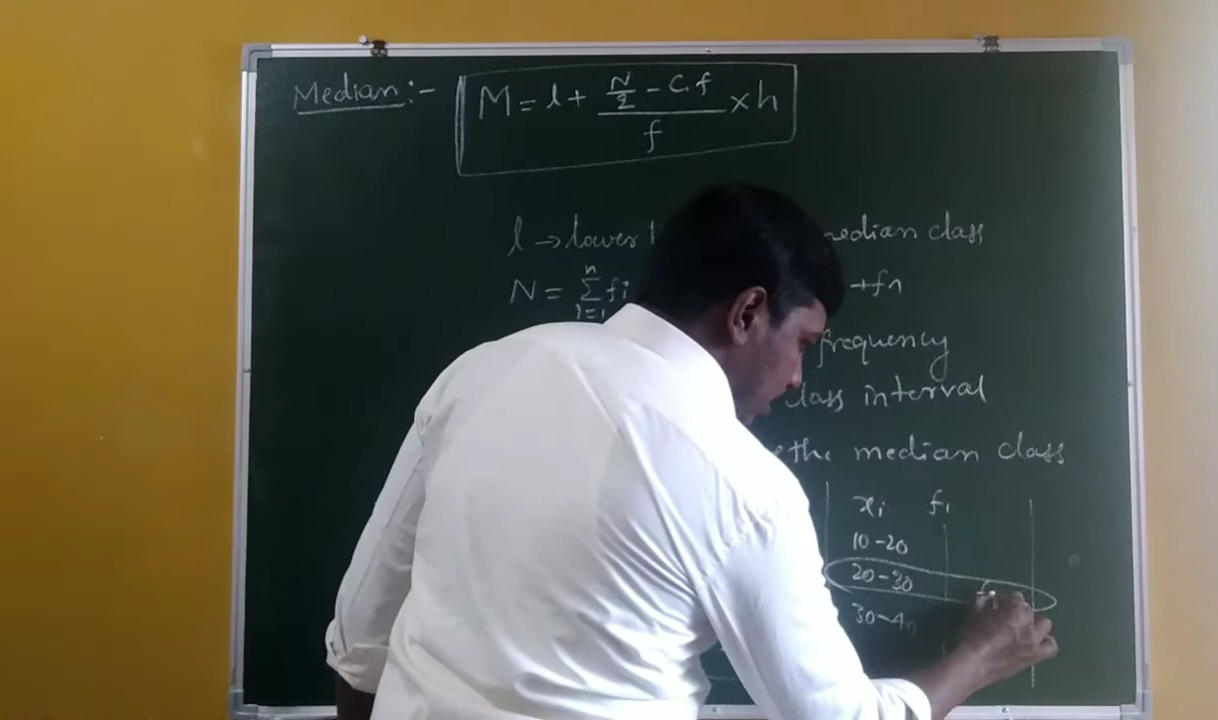 Median:-
M = l + (N/2 - Cf)/f × h
l → lower median class
N = n Σ i=1 fi +fn
frequency
class interval
the median class
xi fi
10-20
20-30
30-40